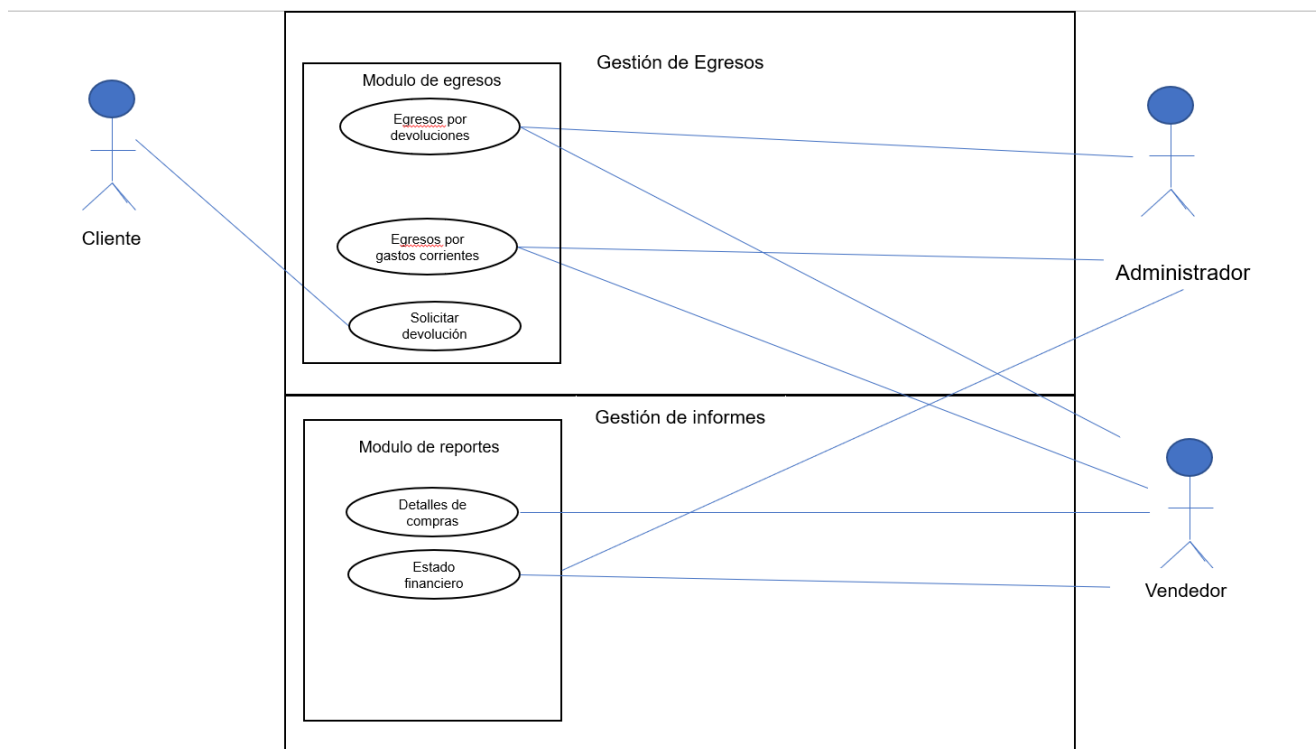 Gestión de Egresos
Modulo de egresos
Egresos por
devoluciones
Egresos por
gastos corrientes
Solicitar
devolución
Cliente
Administrador
Gestión de informes
Modulo de reportes
Detalles de
compras
Estado
financiero
Vendedor